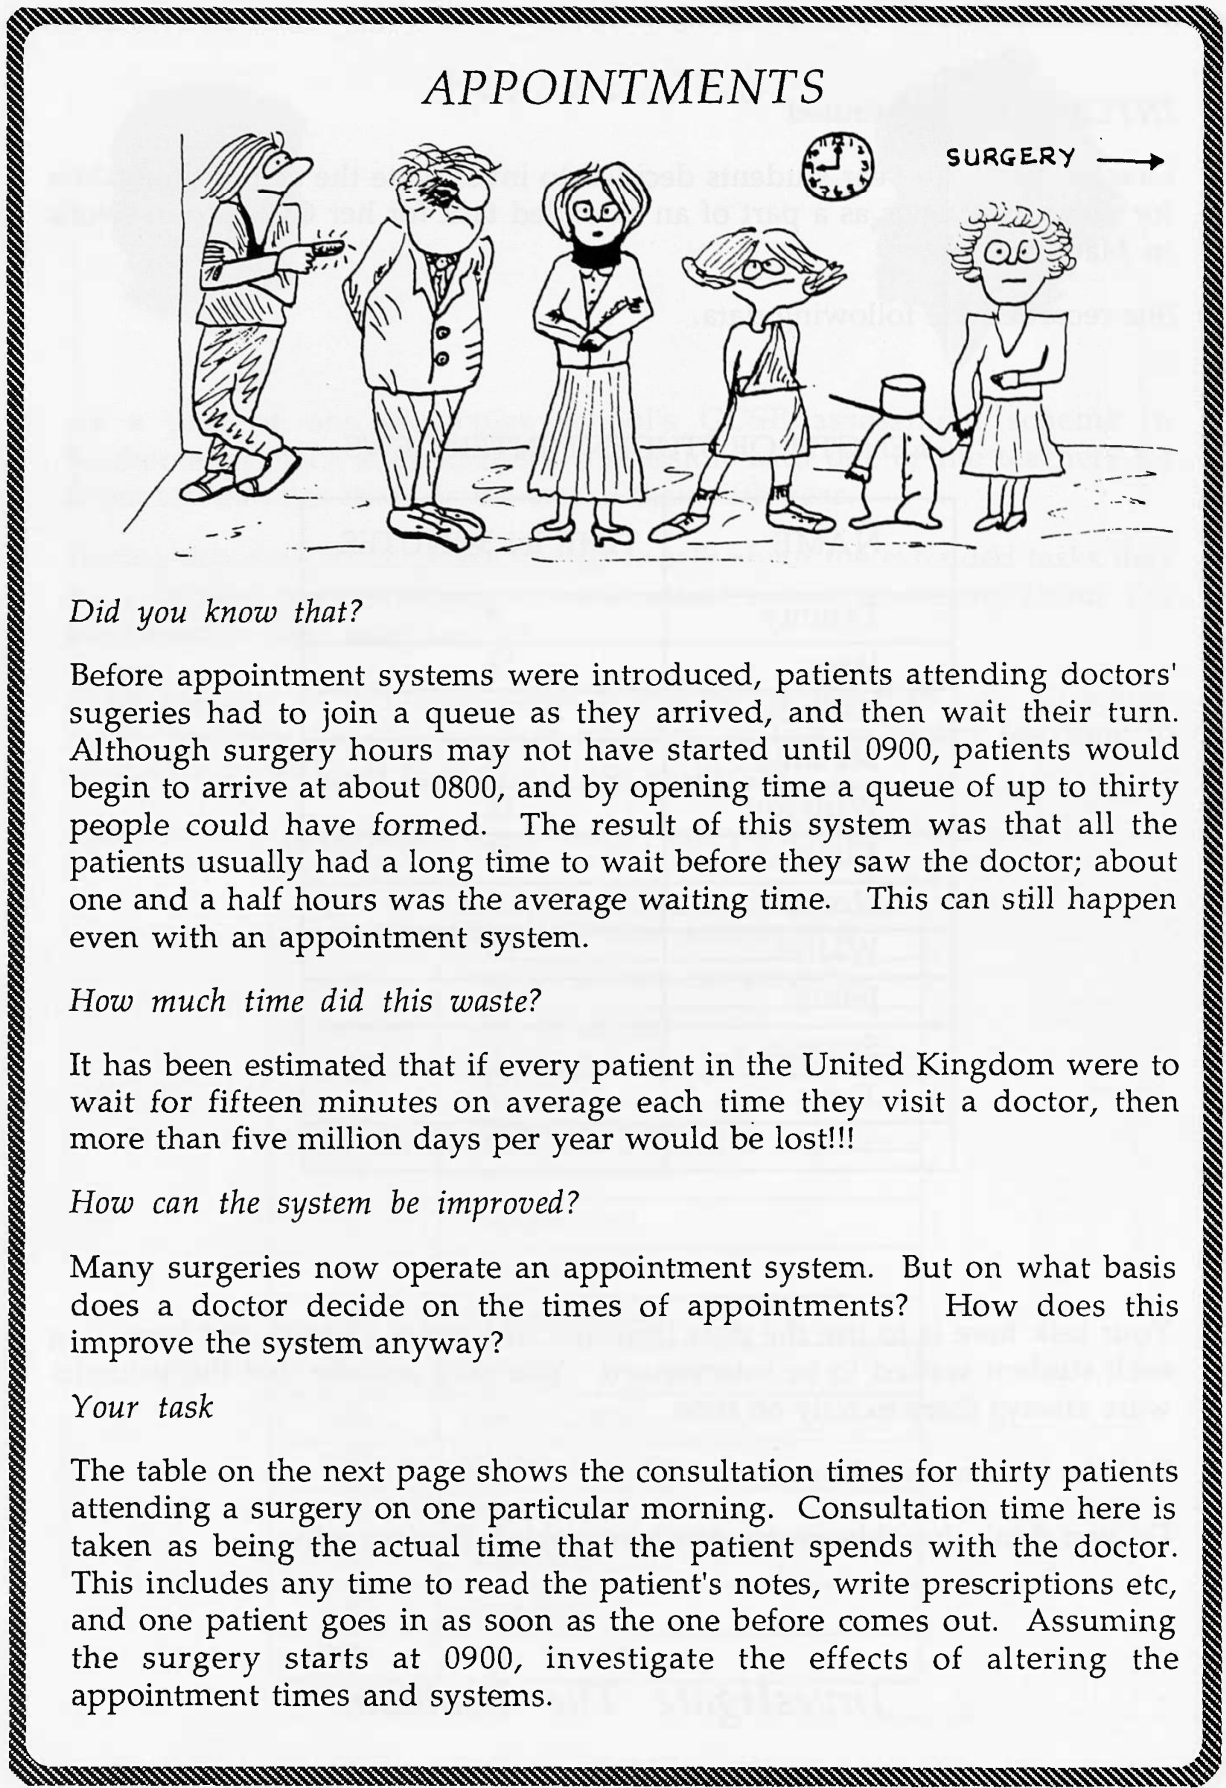 APPOINTMENTS
SURGERY
Did you know that?
Before appointment systems were introduced, patients attending doctors'
sugeries had to join a queue as they arrived, and then wait their turn.
Although surgery hours may not have started until 0900, patients would
begin to arrive at about 0800, and by opening time a queue of up to thirty
people could have formed. The result of this system was that all the
patients usually had a long time to wait before they saw the doctor; about
one and a half hours was the average waiting time. This can still happen
even with an appointment system.
How much time did this waste?
It has been estimated that if every patient in the United Kingdom were to
wait for fifteen minutes on average each time they visit a doctor, then
more than five million days per year would be lost!!!
How can the system be improved?
Many surgeries now operate an appointment system. But on what basis
does a doctor decide on the times of appointments? How does this
improve the system anyway?
Your task
The table on the next page shows the consultation times for thirty patients
attending a surgery on one particular morning. Consultation time here is
taken as being the actual time that the patient spends with the doctor.
This includes any time to read the patient's notes, write prescriptions etc,
and one patient goes in as soon as the one before comes out. Assuming
the surgery starts at 0900, investigate the effects of altering the
appointment times and systems.